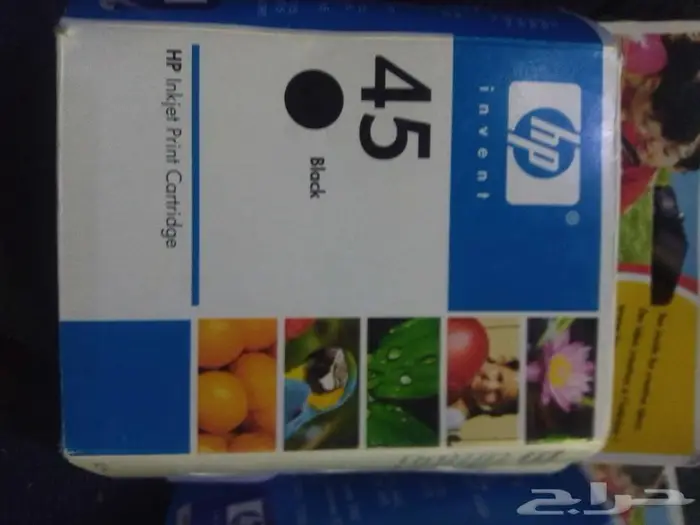 hp
®
invent
45
Black
HP Inkjet Print Cartridge
حراج